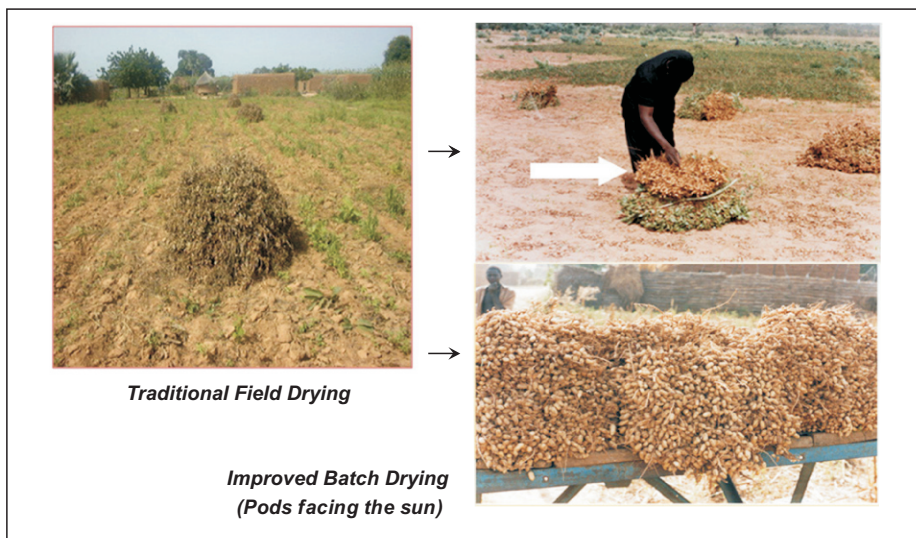 Traditional Field Drying
Improved Batch Drying
(Pods facing the sun)